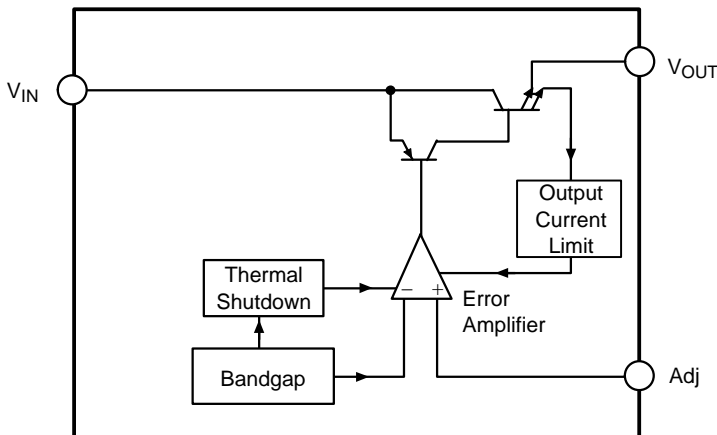 VIN
VOUT
Output
Current
Limit
Thermal
Shutdown
− +
Error
Amplifier
Bandgap
Adj